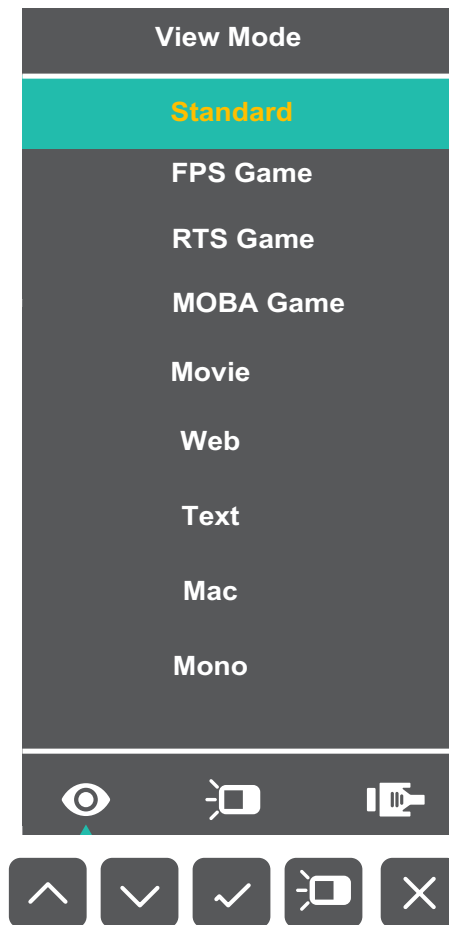 View Mode
Standard
FPS Game
RTS Game
MOBA Game
Movie
Web
Text
Mac
Mono